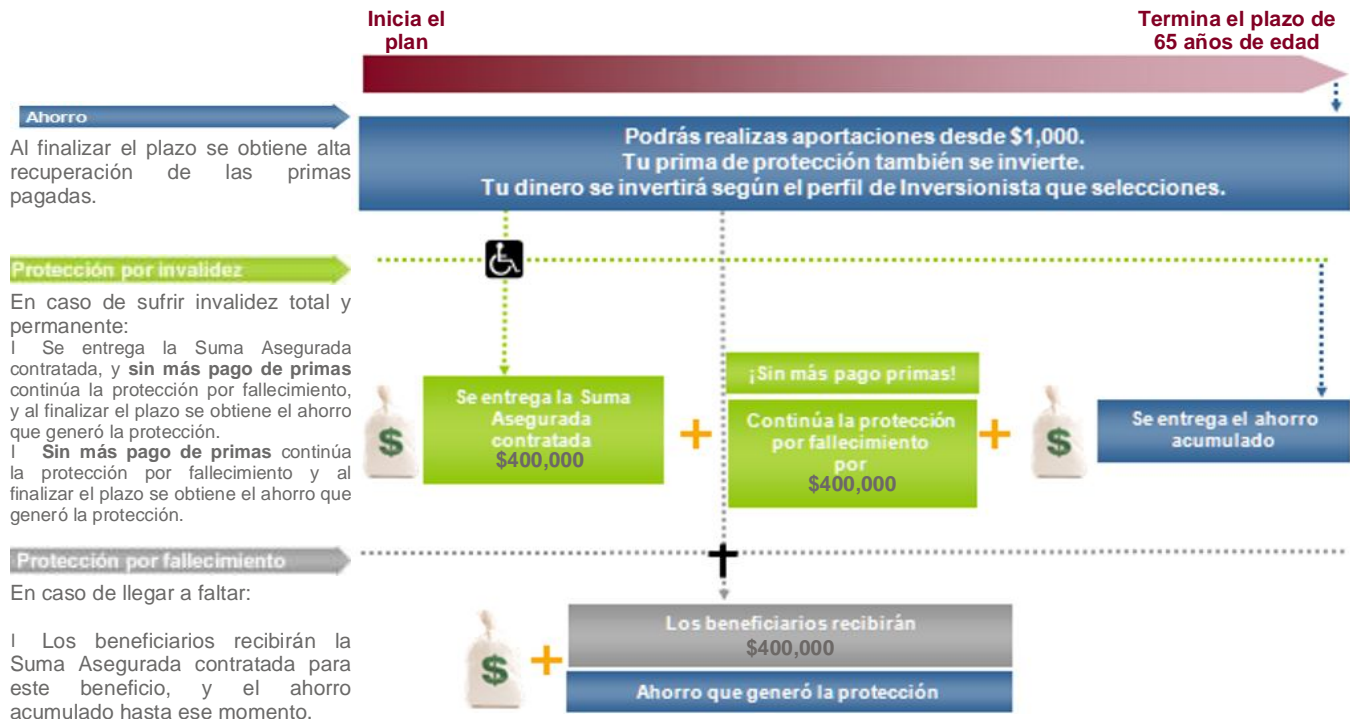 Inicia el
plan
Termina el plazo de
65 años de edad
Ahorro
Al finalizar el plazo se obtiene alta
recuperación de las primas
pagadas.
Podrás realizas aportaciones desde $1,000.
Tu prima de protección también se invierte.
Tu dinero se invertirá según el perfil de Inversionista que selecciones.
Protección por invalidez
En caso de sufrir invalidez total y
permanente:
l Se entrega la Suma Asegurada
contratada, y sin más pago de primas
continúa la protección por fallecimiento,
y al finalizar el plazo se obtiene el ahorro
que generó la protección.
l Sin más pago de primas continúa
la protección por fallecimiento y al
finalizar el plazo se obtiene el ahorro que
generó la protección.
$
Se entrega la Suma
Asegurada
contratada
$400,000
+
¡Sin más pago primas!
Continúa la protección
por fallecimiento
por
$400,000
+
$
Se entrega el ahorro
acumulado
Protección por fallecimiento
En caso de llegar a faltar:
l Los beneficiarios recibirán la
Suma Asegurada contratada para
este beneficio, y el ahorro
acumulado hasta ese momento.
$
+
Los beneficiarios recibirán
$400,000
Ahorro que generó la protección